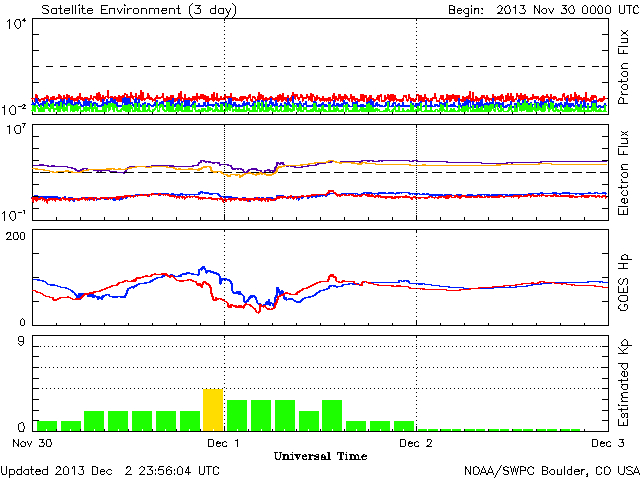 Satellite Environment (3 day) Begin: 2013 Nov 30 0000 UTC
10^4
10^-2
Proton Flux
10^7
10^-1
Electron Flux
200
0
GOES Hp
9
0
Estimated Kp
Nov 30 Dec 1 Dec 2 Dec 3
Universal Time
Updated 2013 Dec 2 23:56:04 UTC NOAA/SWPC Boulder, CO USA